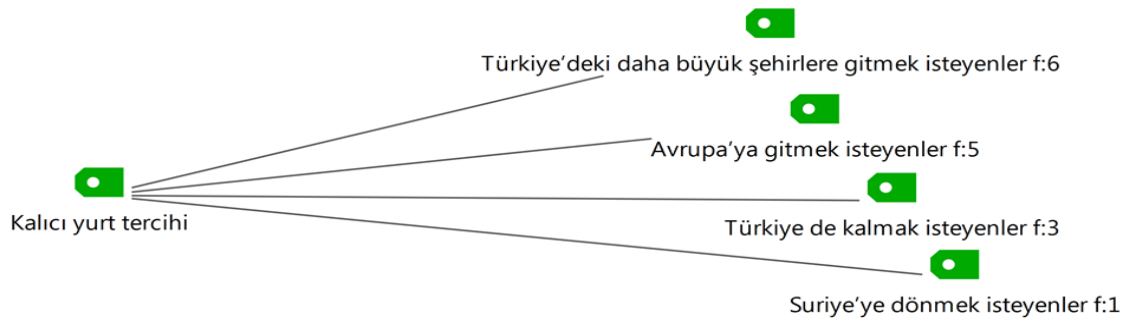 Türkiye’deki daha büyük şehirlere gitmek isteyenler f:6
Avrupa’ya gitmek isteyenler f:5
Kalıcı yurt tercihi
Türkiye de kalmak isteyenler f:3
Suriye’ye dönmek isteyenler f:1